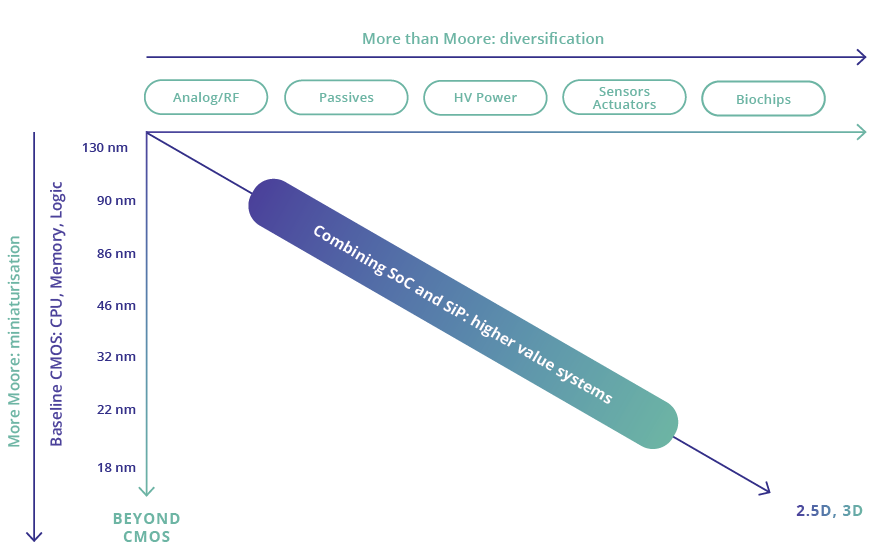 More than Moore: diversification
Analog/RF
Passives
HV Power
Sensors
Actuators
Biochips
More Moore: miniaturisation
Baseline CMOS: CPU, Memory, Logic
130 nm
90 nm
86 nm
46 nm
32 nm
22 nm
18 nm
Combining SoC and SiP: higher value systems
BEYOND
CMOS
2.5D, 3D